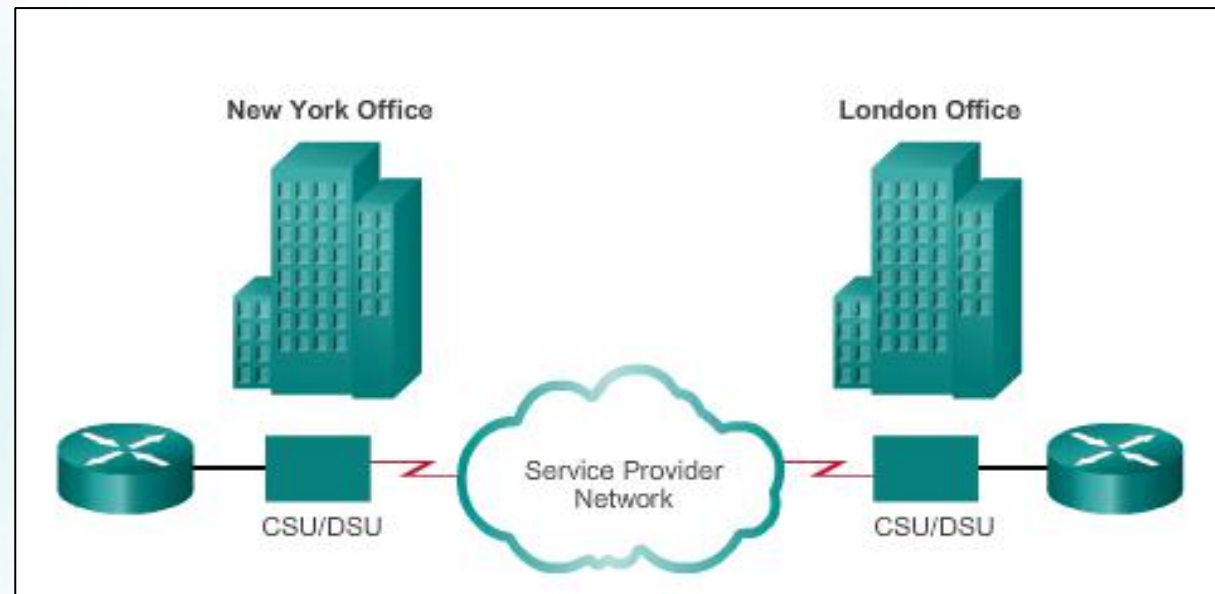 New York Office
London Office
Service Provider
Network
CSU/DSU
CSU/DSU